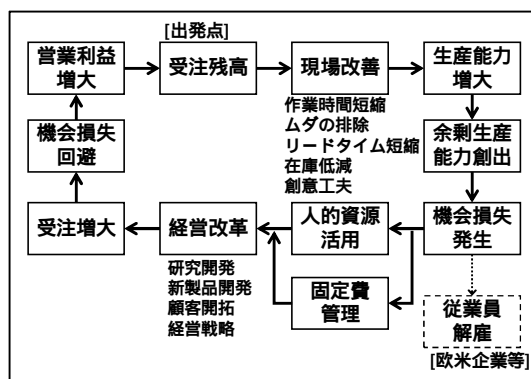 [出発点]
営業利益
増大
受注残高
現場改善
生産能力
増大
作業時間短縮
ムダの排除
リードタイム短縮
在庫低減
創意工夫
機会損失
回避
余剰生産
能力創出
受注増大
経営改革
人的資源
活用
機会損失
発生
研究開発
新製品開発
顧客開拓
経営戦略
固定費
管理
従業員
解雇
[欧米企業等]